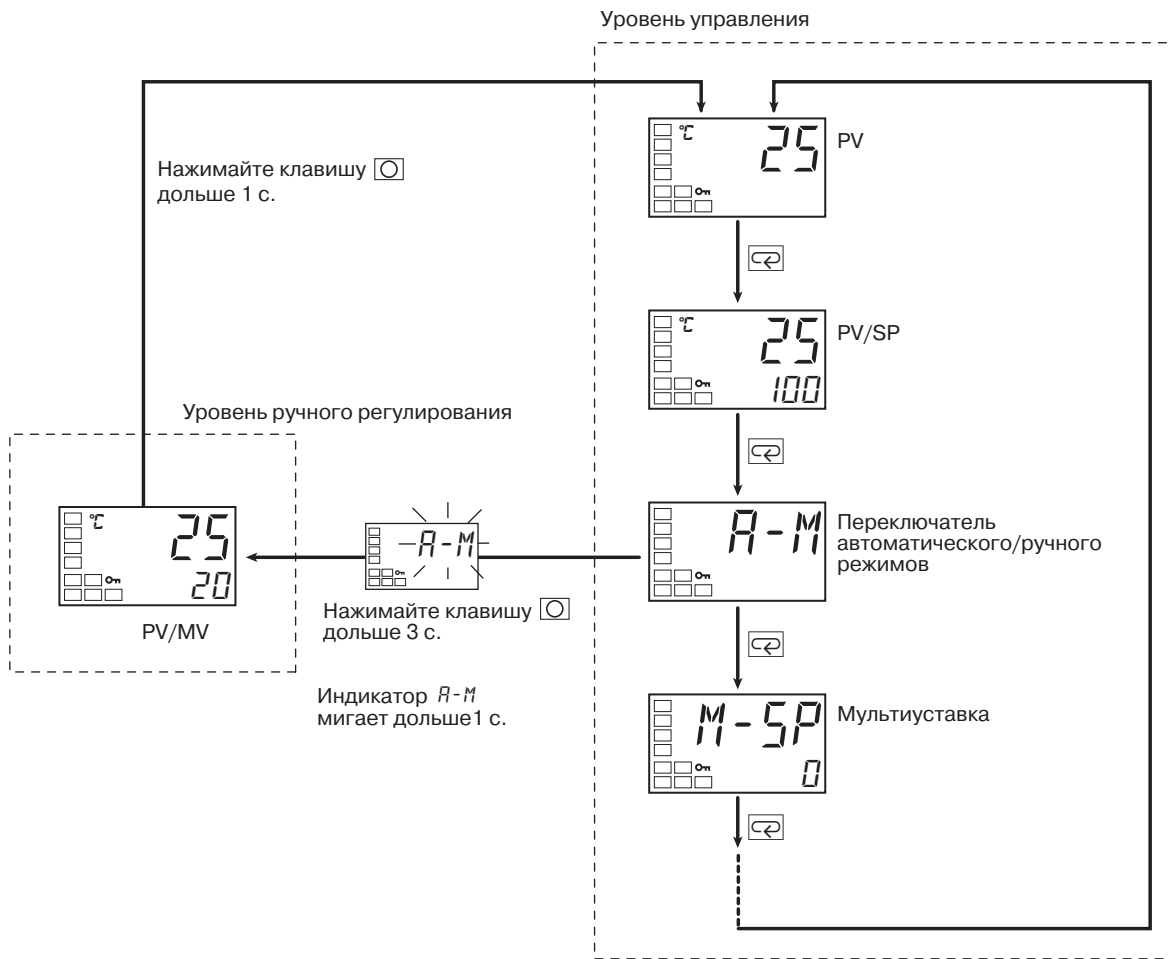 Уровень управления
°C 25
PV
Нажимайте клавишу
дольше 1 с.
°C 25
100
PV/SP
Уровень ручного регулирования
°C 25
20
PV/MV
A-M
Нажимайте клавишу
дольше 3 с.
Индикатор A-M
мигает дольше1 с.
A-M
Переключатель
автоматического/ручного
режимов
M-SP
0
Мультиуставка